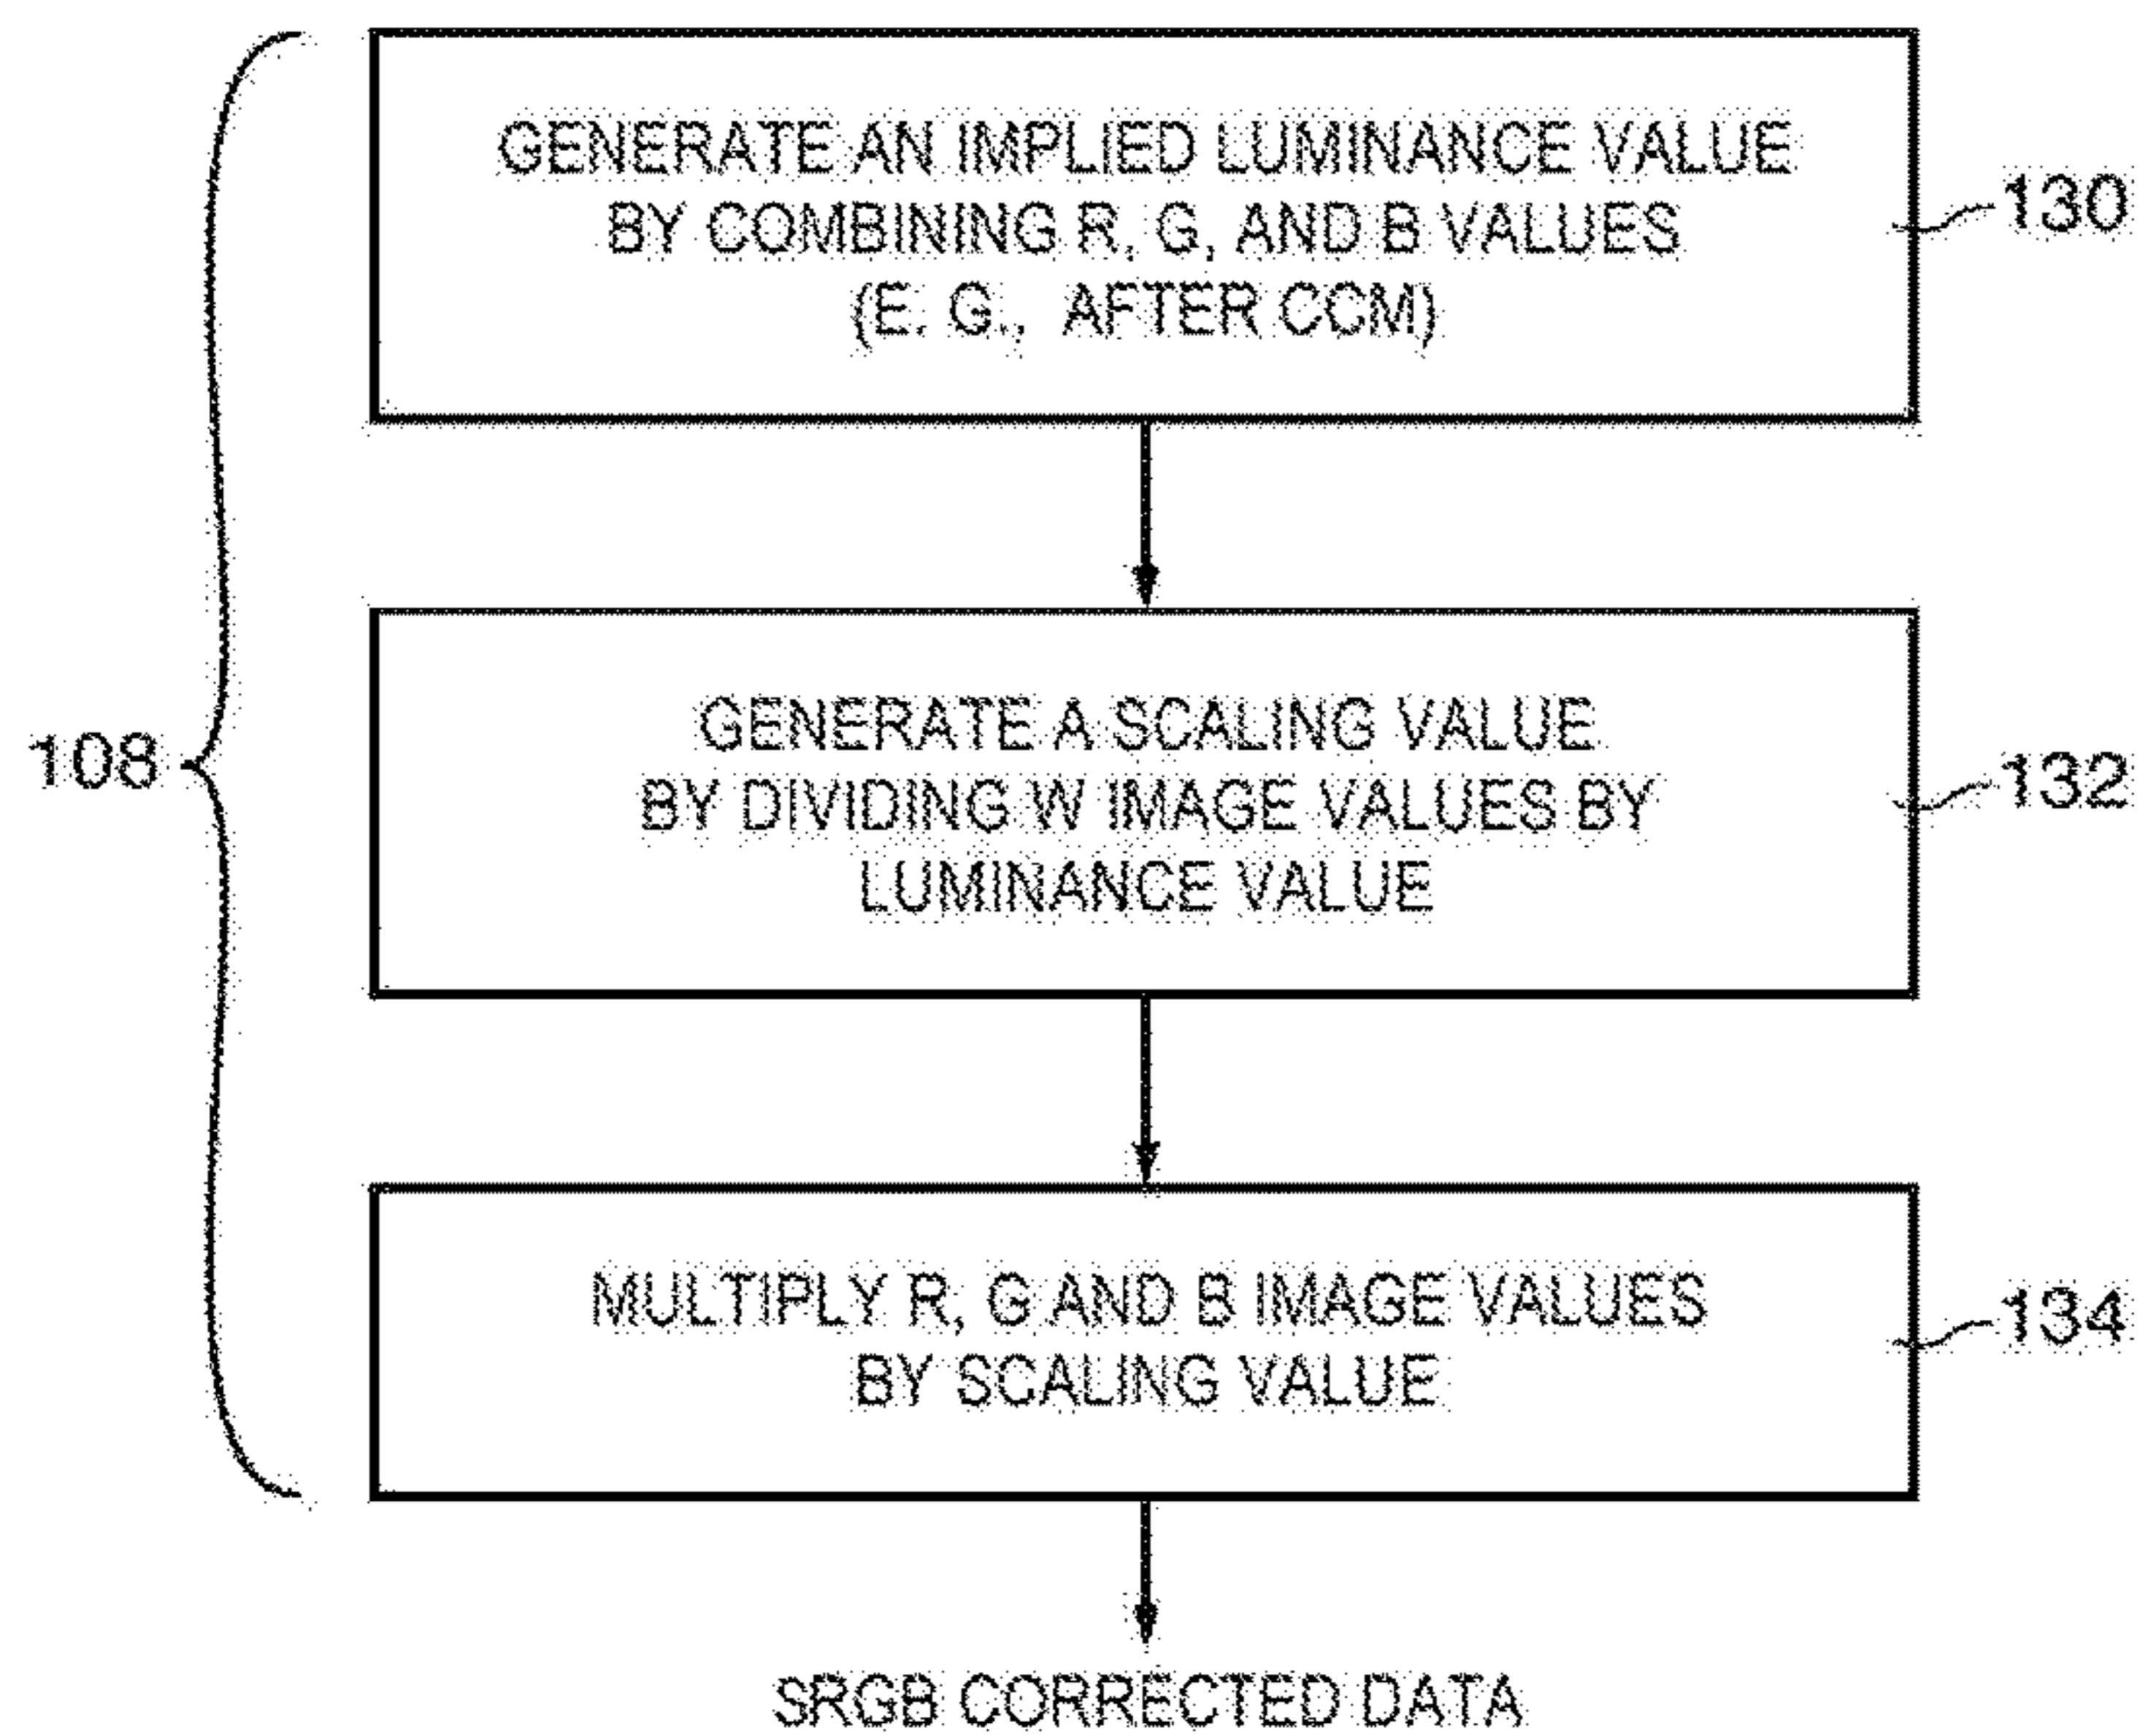 GENERATE AN IMPLIED LUMINANCE VALUE
BY COMBINING R, G, AND B VALUES
(E. G., AFTER CCM)
130
GENERATE A SCALING VALUE
BY DIVIDING W IMAGE VALUES BY
LUMINANCE VALUE
132
108
MULTIPLY R, G AND B IMAGE VALUES
BY SCALING VALUE
134
SRGB CORRECTED DATA